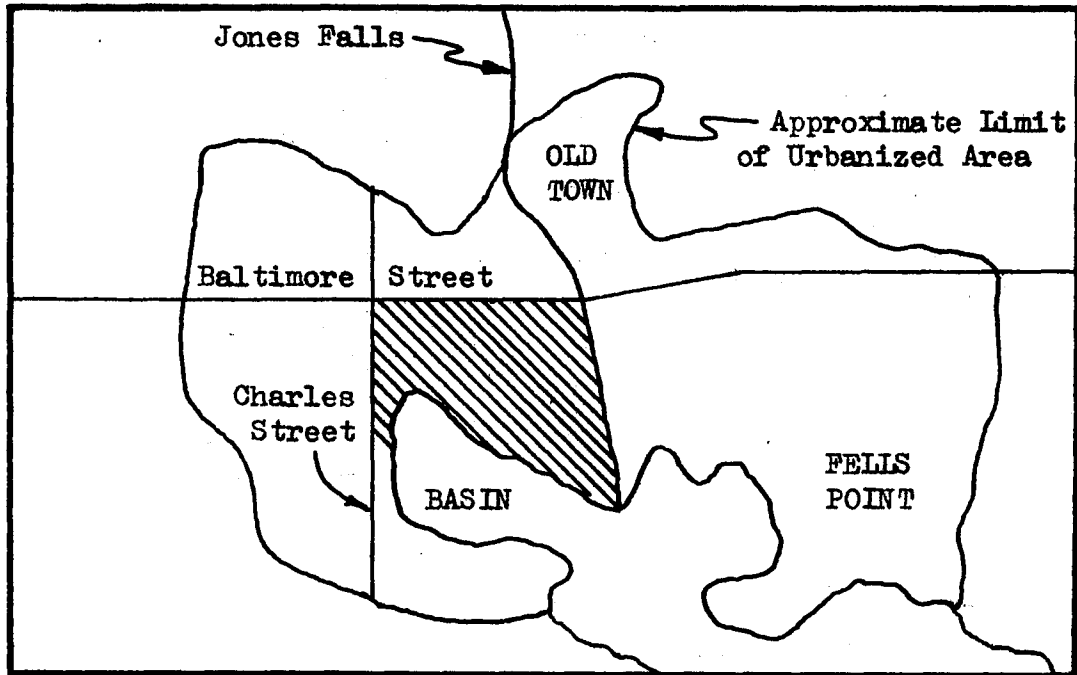 Jones Falls
Approximate Limit
of Urbanized Area
OLD
TOWN
Baltimore Street
Charles
Street
BASIN
FELLS
POINT